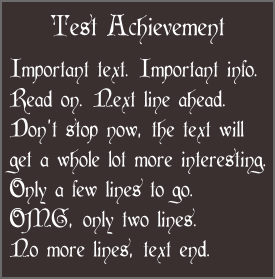 Test Achievement
Important text. Important info.
Read on. Next line ahead.
Don't stop now, the text will
get a whole lot more interesting.
Only a few lines to go.
OMG, only two lines.
No more lines, text end.